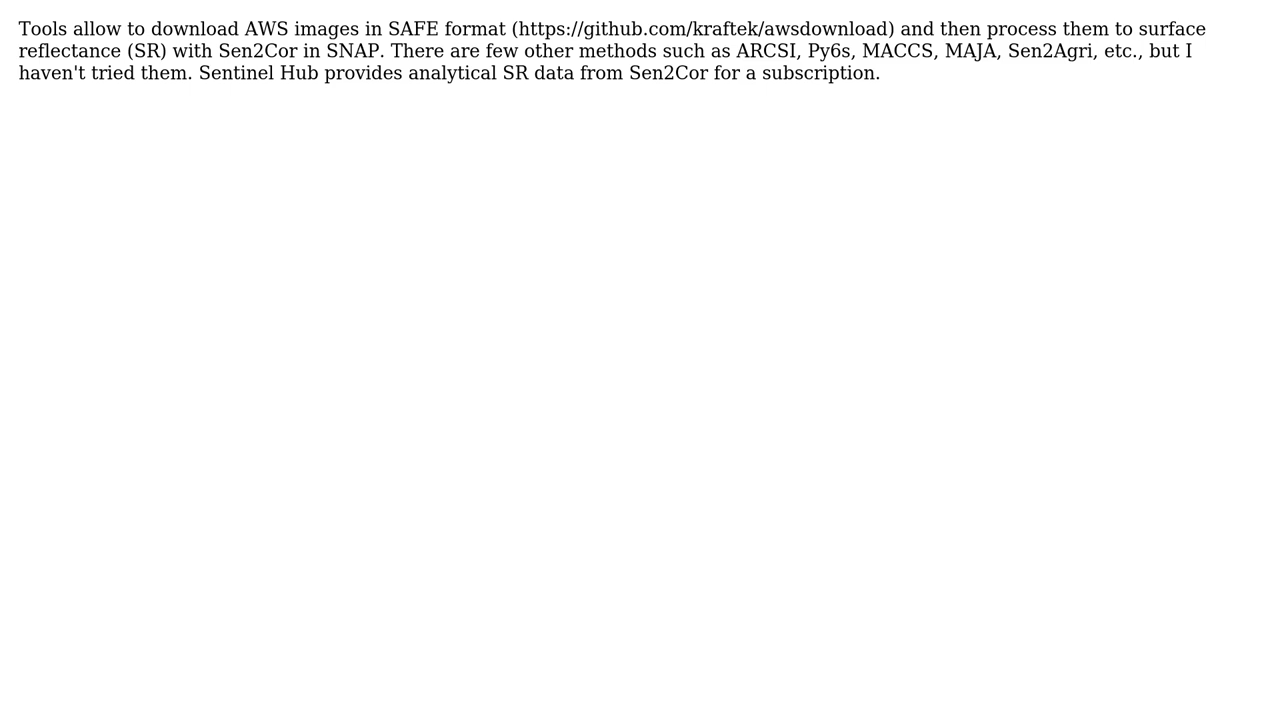 Tools allow to download AWS images in SAFE format (https://github.com/kraftek/awsdownload) and then process them to surface
reflectance (SR) with Sen2Cor in SNAP. There are few other methods such as ARCSI, Py6s, MACCS, MAJA, Sen2Agri, etc., but I
haven't tried them. Sentinel Hub provides analytical SR data from Sen2Cor for a subscription.